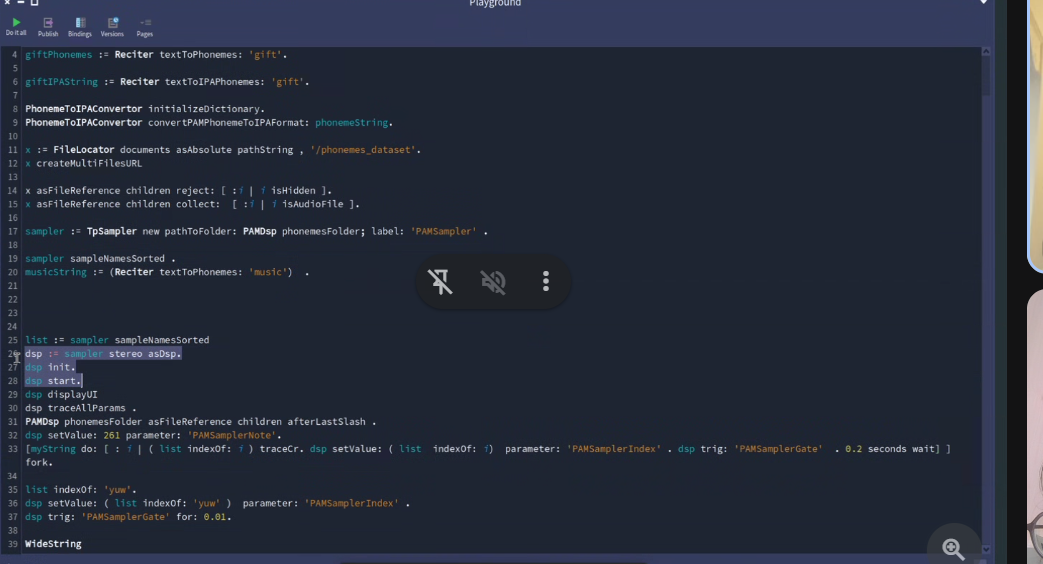 Playground
Do it all Publish Bindings Versions Pages
4 giftPhonemes := Reciter textToPhonemes: 'gift'.
5
6 giftIPAString := Reciter textToIPAPhonemes: 'gift'.
7
8 PhonemeToIPAConvertor initializeDictionary.
9 PhonemeToIPAConvertor convertPAMPhonemeToIPAFormat: phonemeString.
10
11 x := FileLocator documents asAbsolute pathString , '/phonemes_dataset'.
12 x createMultiFilesURL
13
14 x asFileReference children reject: [ :i | i isHidden ].
15 x asFileReference children collect: [ :i | i isAudioFile ].
16
17 sampler := TpSampler new pathToFolder: PAMDsp phonemesFolder; label: 'PAMSampler' .
18
19 sampler sampleNamesSorted .
20 musicString := (Reciter textToPhonemes: 'music') .
21
22
23
24
25 list := sampler sampleNamesSorted
26 dsp := sampler stereo asDsp.
27 dsp init.
28 dsp start.
29 dsp displayUI
30 dsp traceAllParams .
31 PAMDsp phonemesFolder asFileReference children afterLastSlash .
32 dsp setValue: 261 parameter: 'PAMSamplerNote'.
33 [myString do: [ : i | ( list indexOf: i ) traceCr. dsp setValue: ( list indexOf: i) parameter: 'PAMSamplerIndex' . dsp trig: 'PAMSamplerGate' . 0.2 seconds wait] ]
fork.
34
35 list indexOf: 'yuw'.
36 dsp setValue: ( list indexOf: 'yuw' ) parameter: 'PAMSamplerIndex' .
37 dsp trig: 'PAMSamplerGate' for: 0.01.
38
39 WideString